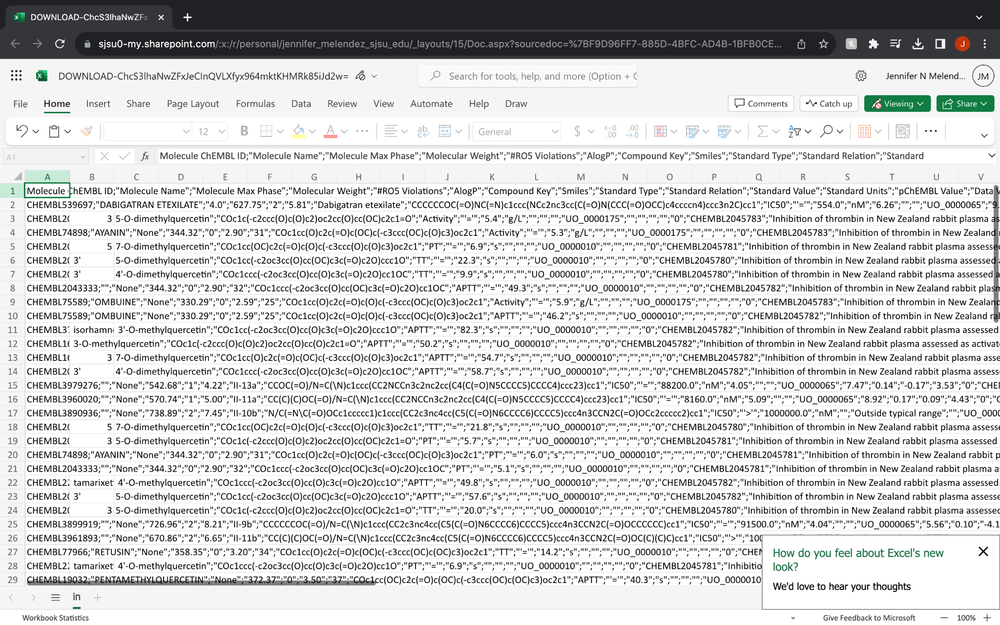 DOWNLOAD-ChcS3lhaNwZFx
sjsu0-my.sharepoint.com/:x:/r/personal/jennifer_melendez_sjsu_edu/_layouts/15/Doc.aspx?sourcedoc=%7BF9D96FF7-885D-4BFC-AD4B-1BFB0CE...
J
DOWNLOAD-ChcS3lhaNwZFxJeCInQVLXfyx964mktKHMRk85iJd2w=
Search for tools, help, and more (Option +
Jennifer N Melend...
JM
File Home Insert Share Page Layout Formulas Data Review View Automate Help Draw
Comments Catch up Viewing Share
12 B A General $
A1 fx Molecule ChEMBL ID;"Molecule Name";"Molecule Max Phase";"Molecular Weight";"#RO5 Violations";"AlogP";"Compound Key";"Smiles";"Standard Type";"Standard Relation";"Standard
A B C D E F G H I J K L M N O P Q R S T U V
1 Molecule ChEMBL ID;"Molecule Name";"Molecule Max Phase";"Molecular Weight";"#RO5 Violations";"AlogP";"Compound Key";"Smiles";"Standard Type";"Standard Relation";"Standard Value";"Standard Units";"pChEMBL Value";"Data
2 CHEMBL539697;"DABIGATRAN ETEXILATE";"4.0";"627.75";"2";"5.81";"Dabigatran etexilate";"CCCCCCOC(=O)NC(=N)c1ccc(NCc2nc3cc(C(=O)N(CCC(=O)OCC)c4ccccn4)ccc3n2C)cc1";"IC50";"'='";"554.0";"nM";"6.26";"";"";"UO_0000065";"9.
3 CHEMBL20 3 5-O-dimethylquercetin";"COc1c(-c2ccc(O)c(O)c2)oc2cc(O)cc(OC)c2c1=O";"Activity";"'='";"5.4";"g/L";"";"";"";"UO_0000175";"";"";"";"";"0";"CHEMBL2045783";"Inhibition of thrombin in New Zealand rabbit plasma as
4 CHEMBL74898;"AYANIN";"None";"344.32";"0";"2.90";"31";"COc1cc(O)c2c(=O)c(OC)c(-c3ccc(OC)c(O)c3)oc2c1";"Activity";"'='";"5.3";"g/L";"";"";"";"UO_0000175";"";"";"";"";"0";"CHEMBL2045783";"Inhibition of thrombin in New Zealand
5 CHEMBL20 5 7-O-dimethylquercetin";"COc1cc(OC)c2c(=O)c(O)c(-c3ccc(O)c(O)c3)oc2c1";"PT";"'='";"6.9";"s";"";"";"";"UO_0000010";"";"";"";"";"0";"CHEMBL2045781";"Inhibition of thrombin in New Zealand rabbit plasma assesse
6 CHEMBL20 3' 5-O-dimethylquercetin";"COc1cc(-c2oc3cc(O)cc(OC)c3c(=O)c2O)ccc1O";"TT";"'='";"22.3";"s";"";"";"";"UO_0000010";"";"";"";"";"0";"CHEMBL2045780";"Inhibition of thrombin in New Zealand rabbit plasma assessed
7 CHEMBL20 3' 4'-O-dimethylquercetin";"COc1ccc(-c2oc3cc(O)cc(O)c3c(=O)c2O)cc1OC";"TT";"'='";"9.9";"s";"";"";"";"UO_0000010";"";"";"";"";"0";"CHEMBL2045780";"Inhibition of thrombin in New Zealand rabbit plasma assessed a
8 CHEMBL2043333;"";"None";"344.32";"0";"2.90";"32";"COc1ccc(-c2oc3cc(O)cc(OC)c3c(=O)c2O)cc1OC";"APTT";"'='";"49.3";"s";"";"";"";"UO_0000010";"";"";"";"";"0";"CHEMBL2045782";"Inhibition of thrombin in New Zealand rabbit plasm
9 CHEMBL75589;"OMBUINE";"None";"330.29";"0";"2.59";"25";"COc1cc(O)c2c(=O)c(O)c(-c3ccc(OC)c(O)c3)oc2c1";"Activity";"'='";"5.9";"g/L";"";"";"";"UO_0000175";"";"";"";"";"0";"CHEMBL2045783";"Inhibition of thrombin in New Zealand
10 CHEMBL75589;"OMBUINE";"None";"330.29";"0";"2.59";"25";"COc1cc(O)c2c(=O)c(O)c(-c3ccc(OC)c(O)c3)oc2c1";"APTT";"'='";"46.2";"s";"";"";"";"UO_0000010";"";"";"";"";"0";"CHEMBL2045782";"Inhibition of thrombin in New Zealand ra
11 CHEMBL37 isorhamn 3'-O-methylquercetin";"COc1cc(-c2oc3cc(O)cc(O)c3c(=O)c2O)ccc1O";"APTT";"'='";"82.3";"s";"";"";"";"UO_0000010";"";"";"";"";"0";"CHEMBL2045782";"Inhibition of thrombin in New Zealand rabbit plasma assessed
12 CHEMBL16 3-O-methylquercetin";"COc1c(-c2ccc(O)c(O)c2)oc2cc(O)cc(O)c2c1=O";"APTT";"'='";"50.2";"s";"";"";"";"UO_0000010";"";"";"";"";"0";"CHEMBL2045782";"Inhibition of thrombin in New Zealand rabbit plasma assessed as activat
13 CHEMBL16 3 7-O-dimethylquercetin";"COc1cc(O)c2c(=O)c(OC)c(-c3ccc(O)c(O)c3)oc2c1";"APTT";"'='";"54.7";"s";"";"";"";"UO_0000010";"";"";"";"";"0";"CHEMBL2045782";"Inhibition of thrombin in New Zealand rabbit plasma asse
14 CHEMBL20 3' 4'-O-dimethylquercetin";"COc1ccc(-c2oc3cc(O)cc(O)c3c(=O)c2O)cc1OC";"APTT";"'='";"58.7";"s";"";"";"";"UO_0000010";"";"";"";"";"0";"CHEMBL2045782";"Inhibition of thrombin in New Zealand rabbit plasma assess
15 CHEMBL3979276;"";"None";"542.68";"1";"4.22";"II-13a";"CCOC(=O)/N=C(\N)c1ccc(CC2NCCn3c2nc2cc(C4(C(=O)N5CCCC5)CCCC4)ccc23)cc1";"IC50";"'='";"88200.0";"nM";"4.05";"";"";"UO_0000065";"7.47";"0.14";"-0.17";"3.53";"0";"CHE
16 CHEMBL3960020;"";"None";"570.74";"1";"5.00";"II-11a";"CC(C)(C)OC(=O)/N=C(\N)c1ccc(CC2NCCn3c2nc2cc(C4(C(=O)N5CCCC5)CCCC4)ccc23)cc1";"IC50";"'='";"8160.0";"nM";"5.09";"";"";"UO_0000065";"8.92";"0.17";"0.09";"4.43";"0";"C
17 CHEMBL3890936;"";"None";"738.89";"2";"7.45";"II-10b";"N/C(=N\C(=O)OCc1ccccc1)c1ccc(CC2c3nc4cc(C5(C(=O)N6CCCC6)CCCC5)ccc4n3CCN2C(=O)OCc2ccccc2)cc1";"IC50";"'>'";"1000000.0";"nM";"";"Outside typical range";"";"UO_000
18 CHEMBL20 5 7-O-dimethylquercetin";"COc1cc(OC)c2c(=O)c(O)c(-c3ccc(O)c(O)c3)oc2c1";"TT";"'='";"21.8";"s";"";"";"";"UO_0000010";"";"";"";"";"0";"CHEMBL2045780";"Inhibition of thrombin in New Zealand rabbit plasma assess
19 CHEMBL20 3 5-O-dimethylquercetin";"COc1c(-c2ccc(O)c(O)c2)oc2cc(O)cc(OC)c2c1=O";"PT";"'='";"5.7";"s";"";"";"";"UO_0000010";"";"";"";"";"0";"CHEMBL2045781";"Inhibition of thrombin in New Zealand rabbit plasma assessed
20 CHEMBL74898;"AYANIN";"None";"344.32";"0";"2.90";"31";"COc1cc(O)c2c(=O)c(OC)c(-c3ccc(OC)c(O)c3)oc2c1";"PT";"'='";"6.0";"s";"";"";"";"UO_0000010";"";"";"";"";"0";"CHEMBL2045781";"Inhibition of thrombin in New Zealand rabbit p
21 CHEMBL2043333;"";"None";"344.32";"0";"2.90";"32";"COc1ccc(-c2oc3cc(O)cc(OC)c3c(=O)c2O)cc1OC";"PT";"'='";"5.1";"s";"";"";"";"UO_0000010";"";"";"";"";"0";"CHEMBL2045781";"Inhibition of thrombin in New Zealand rabbit plasma a
22 CHEMBL22 tamarixet 4'-O-methylquercetin";"COc1ccc(-c2oc3cc(O)cc(O)c3c(=O)c2O)cc1O";"APTT";"'='";"49.8";"s";"";"";"";"UO_0000010";"";"";"";"";"0";"CHEMBL2045782";"Inhibition of thrombin in New Zealand rabbit plasma assessed
23 CHEMBL20 3' 5-O-dimethylquercetin";"COc1cc(-c2oc3cc(O)cc(OC)c3c(=O)c2O)ccc1O";"APTT";"'='";"57.6";"s";"";"";"";"UO_0000010";"";"";"";"";"0";"CHEMBL2045782";"Inhibition of thrombin in New Zealand rabbit plasma assesse
24 CHEMBL20 3 5-O-dimethylquercetin";"COc1c(-c2ccc(O)c(O)c2)oc2cc(O)cc(OC)c2c1=O";"TT";"'='";"20.0";"s";"";"";"";"UO_0000010";"";"";"";"";"0";"CHEMBL2045780";"Inhibition of thrombin in New Zealand rabbit plasma assessed
25 CHEMBL3899919;"";"None";"726.96";"2";"8.21";"II-9b";"CCCCCCOC(=O)/N=C(\N)c1ccc(CC2c3nc4cc(C5(C(=O)N6CCCC6)CCCC5)ccc4n3CCN2C(=O)OCCCCCC)cc1";"IC50";"'='";"91500.0";"nM";"4.04";"";"";"UO_0000065";"5.56";"0.10";"-4.1
26 CHEMBL3961893;"";"None";"670.86";"2";"6.65";"II-11b";"CC(C)(C)OC(=O)/N=C(\N)c1ccc(CC2c3nc4cc(C5(C(=O)N6CCCC6)CCCC5)ccc4n3CCN2C(=O)OC(C)(C)C)cc1";"IC50";"'>'";"100
27 CHEMBL77966;"RETUSIN";"None";"358.35";"0";"3.20";"34";"COc1cc(O)c2c(=O)c(OC)c(-c3ccc(OC)c(OC)c3)oc2c1";"TT";"'='";"14.2";"s";"";"";"";"UO_0000010";"";"";"";"";"0";"CHEM
28 CHEMBL22 tamarixet 4'-O-methylquercetin";"COc1ccc(-c2oc3cc(O)cc(O)c3c(=O)c2O)cc1O";"PT";"'='";"6.9";"s";"";"";"";"UO_0000010";"";"";"";"";"0";"CHEMBL2045781";"Inhibitio
29 CHEMBL19032;"PENTAMETHYLQUERCETIN";"None";"372.37";"0";"3.50";"37";"COc1cc(OC)c2c(=O)c(OC)c(-c3ccc(OC)c(OC)c3)oc2c1";"APTT";"'='";"40.3";"s";"";"";"";"UO_0000010
How do you feel about Excel's new
look?
We'd love to hear your thoughts
in
Workbook Statistics Give Feedback to Microsoft 100%